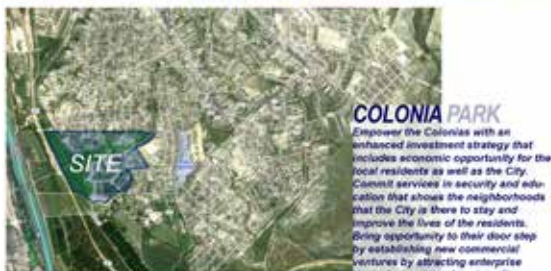 COLONIA PARK
Empower the Colonias with an
enhanced investment strategy that
includes economic opportunity for the
local residents as well as the City.
Commit services in security and edu-
cation that shows the neighborhoods
that the City is there to stay and
improve the lives of the residents.
Bring opportunity to their door step
by establishing new commercial
ventures by attracting enterprise
SITE